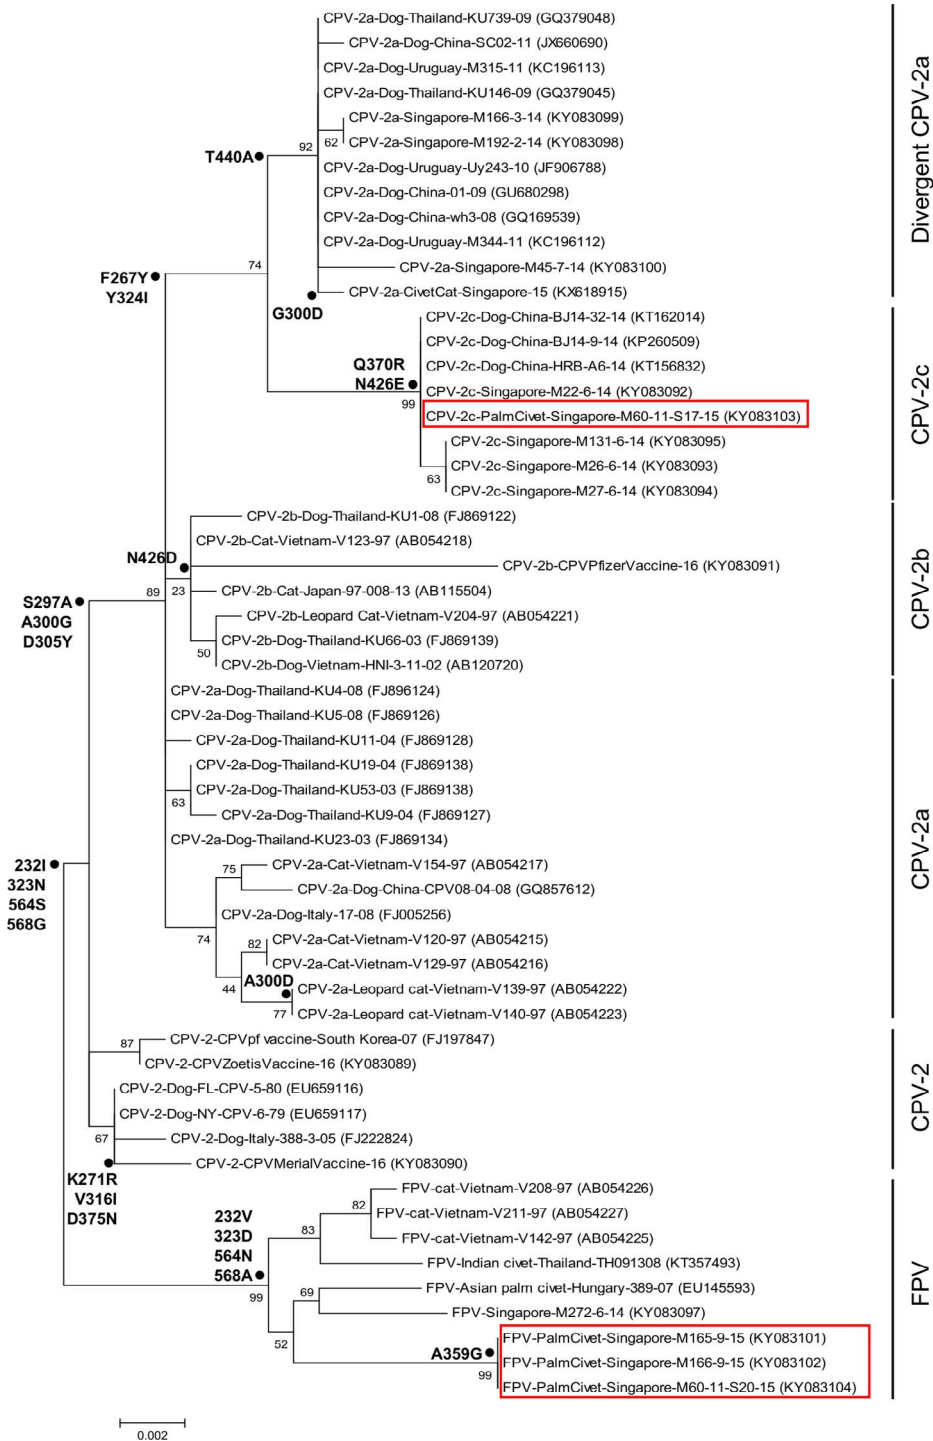 CPV-2a-Dog-Thailand-KU739-09 (GQ379048)
CPV-2a-Dog-China-SC02-11 (JX660690)
CPV-2a-Dog-Uruguay-M315-11 (KC196113)
CPV-2a-Dog-Thailand-KU146-09 (GQ379045)
CPV-2a-Singapore-M166-3-14 (KY083099)
62
CPV-2a-Singapore-M192-2-14 (KY083098)
92
T440A
CPV-2a-Dog-Uruguay-Uy243-10 (JF906788)
CPV-2a-Dog-China-01-09 (GU680298)
CPV-2a-Dog-China-wh3-08 (GQ169539)
CPV-2a-Dog-Uruguay-M344-11 (KC196112)
CPV-2a-Singapore-M45-7-14 (KY083100)
CPV-2a-CivetCat-Singapore-15 (KX618915)
G300D
Divergent CPV-2a
74
F267Y
Y324I
CPV-2c-Dog-China-BJ14-32-14 (KT162014)
CPV-2c-Dog-China-BJ14-9-14 (KP260509)
CPV-2c-Dog-China-HRB-A6-14 (KT156832)
Q370R
N426E
99
CPV-2c-Singapore-M22-6-14 (KY083092)
CPV-2c-PalmCivet-Singapore-M60-11-S17-15 (KY083103)
CPV-2c-Singapore-M131-6-14 (KY083095)
CPV-2c-Singapore-M26-6-14 (KY083093)
63
CPV-2c-Singapore-M27-6-14 (KY083094)
CPV-2c
CPV-2b-Dog-Thailand-KU1-08 (FJ869122)
CPV-2b-Cat-Vietnam-V123-97 (AB054218)
N426D
CPV-2b-CPVPfizerVaccine-16 (KY083091)
89
23
CPV-2b-Cat-Japan-97-008-13 (AB115504)
S297A
A300G
D305Y
CPV-2b-Leopard Cat-Vietnam-V204-97 (AB054221)
CPV-2b-Dog-Thailand-KU66-03 (FJ869139)
50
CPV-2b-Dog-Vietnam-HNI-3-11-02 (AB120720)
CPV-2b
CPV-2a-Dog-Thailand-KU4-08 (FJ896124)
CPV-2a-Dog-Thailand-KU5-08 (FJ869126)
CPV-2a-Dog-Thailand-KU11-04 (FJ869128)
CPV-2a-Dog-Thailand-KU19-04 (FJ869138)
CPV-2a-Dog-Thailand-KU53-03 (FJ869138)
63
CPV-2a-Dog-Thailand-KU9-04 (FJ869127)
CPV-2a-Dog-Thailand-KU23-03 (FJ869134)
75
CPV-2a-Cat-Vietnam-V154-97 (AB054217)
CPV-2a-Dog-China-CPV08-04-08 (GQ857612)
CPV-2a-Dog-Italy-17-08 (FJ005256)
74
82
CPV-2a-Cat-Vietnam-V120-97 (AB054215)
CPV-2a-Cat-Vietnam-V129-97 (AB054216)
A300D
44
CPV-2a-Leopard cat-Vietnam-V139-97 (AB054222)
77
CPV-2a-Leopard cat-Vietnam-V140-97 (AB054223)
CPV-2a
232I
323N
564S
568G
87
CPV-2-CPVpf vaccine-South Korea-07 (FJ197847)
CPV-2-CPVZoetisVaccine-16 (KY083089)
CPV-2-Dog-FL-CPV-5-80 (EU659116)
CPV-2-Dog-NY-CPV-6-79 (EU659117)
67
CPV-2-Dog-Italy-388-3-05 (FJ222824)
CPV-2-CPVMerialVaccine-16 (KY083090)
K271R
V316I
D375N
CPV-2
FPV-cat-Vietnam-V208-97 (AB054226)
82
FPV-cat-Vietnam-V211-97 (AB054227)
83
FPV-cat-Vietnam-V142-97 (AB054225)
FPV-Indian civet-Thailand-TH091308 (KT357493)
232V
323D
564N
568A
99
69
FPV-Asian palm civet-Hungary-389-07 (EU145593)
FPV-Singapore-M272-6-14 (KY083097)
52
FPV-PalmCivet-Singapore-M165-9-15 (KY083101)
A359G
FPV-PalmCivet-Singapore-M166-9-15 (KY083102)
99
FPV-PalmCivet-Singapore-M60-11-S20-15 (KY083104)
FPV
0.002